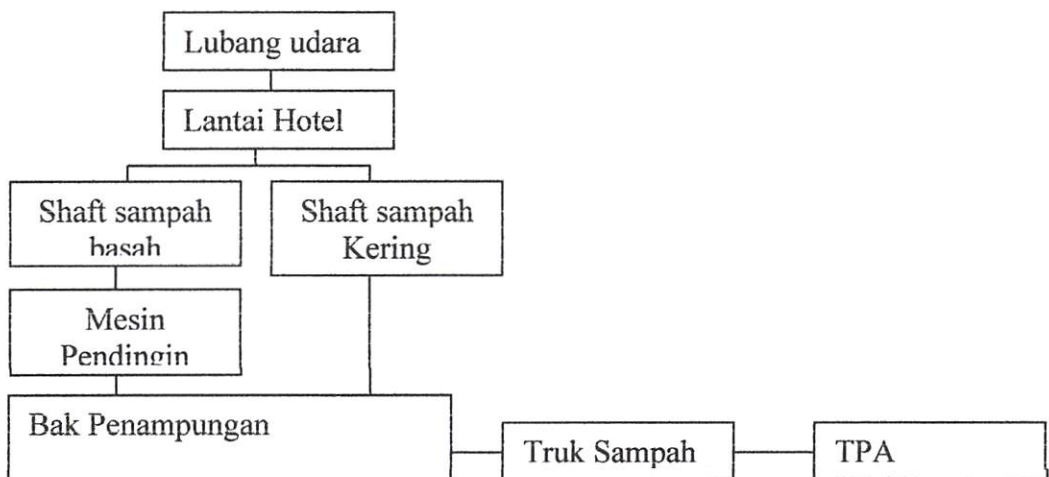 Lubang udara
Lantai Hotel
Shaft sampah
basah
Shaft sampah
Kering
Mesin
Pendingin
Bak Penampungan
Truk Sampah
TPA